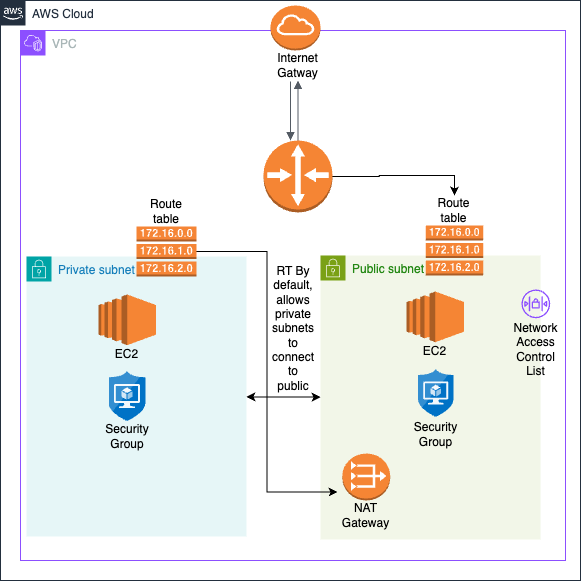 aws
AWS Cloud
VPC
Internet
Gatway
Route
table
172.16.0.0
172.16.1.0
172.16.2.0
Route
table
172.16.0.0
172.16.1.0
172.16.2.0
Private subnet
EC2
Security
Group
RT By
default,
allows
private
subnets
to
connect
to
public
Public subnet
EC2
Security
Group
NAT
Gateway
Network
Access
Control
List